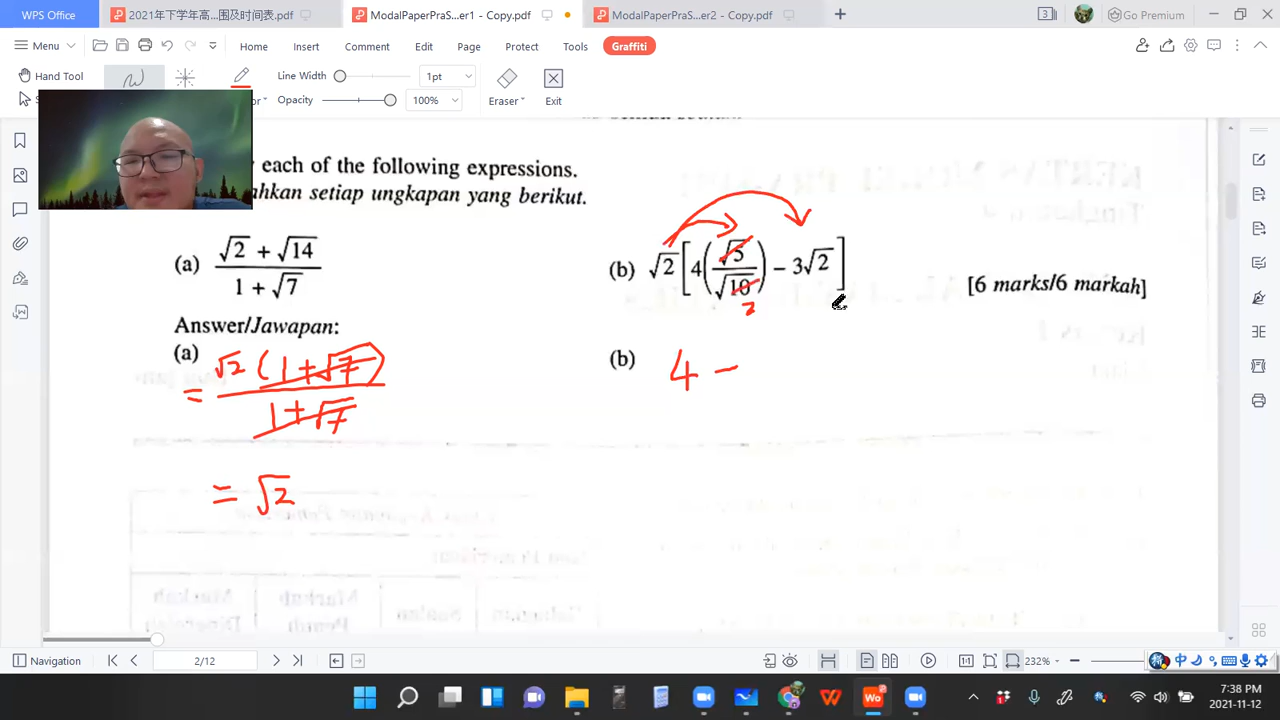 WPS Office
2021年下学年高...围及时间表.pdf
ModalPaperPraS...er1 - Copy.pdf
ModalPaperPraS...er2 - Copy.pdf
3
Go Premium
Menu
Home
Insert
Comment
Edit
Page
Protect
Tools
Graffiti
Hand Tool
Line Width
1pt
Opacity
100%
Eraser
Exit
each of the following expressions.
ahkan setiap ungkapan yang berikut.
(a) (√2 + √14) / (1 + √7)
(b) √2[4(√5/√10) − 3√2]
2
[6 marks/6 markah]
Answer/Jawapan:
(a)
= √2 (1+√7) / 1+√7
= √2
(b) 4 −
Navigation
2/12
232%
中
7:38 PM
2021-11-12